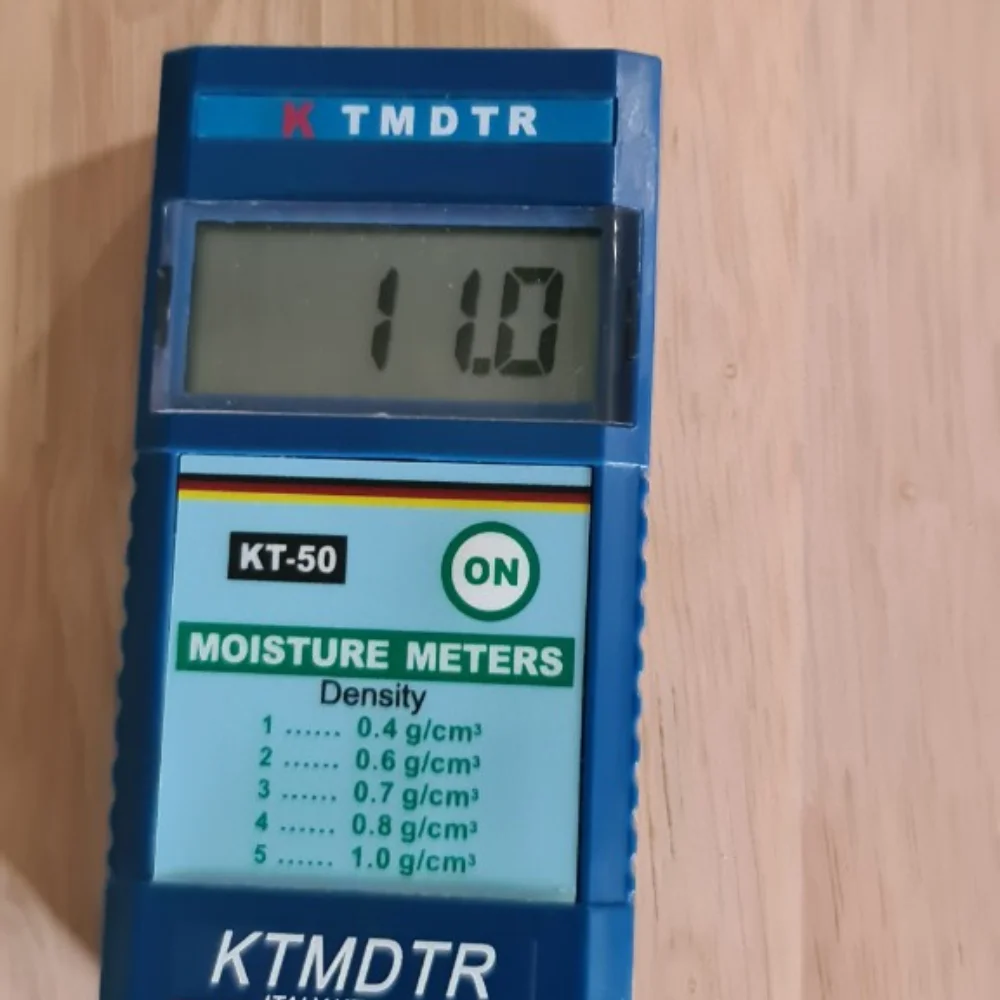 K TMDTR
11.0
KT-50
ON
MOISTURE METERS
Density
1 ...... 0.4 g/cm³
2 ...... 0.6 g/cm³
3 ...... 0.7 g/cm³
4 ...... 0.8 g/cm³
5 ...... 1.0 g/cm³
KTMDTR